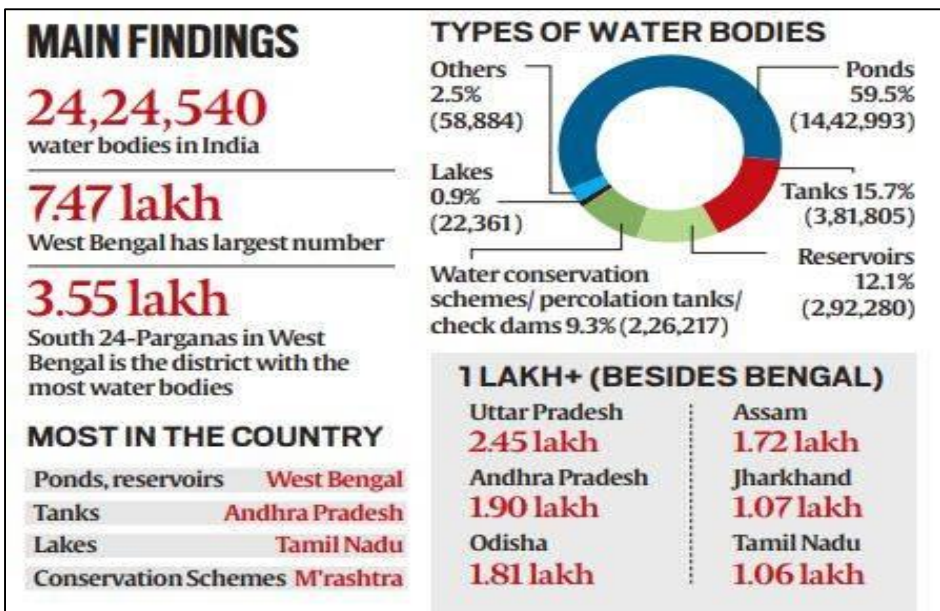 MAIN FINDINGS
24,24,540
water bodies in India
7.47 lakh
West Bengal has largest number
3.55 lakh
South 24-Parganas in West
Bengal is the district with the
most water bodies
MOST IN THE COUNTRY
Ponds, reservoirs West Bengal
Tanks Andhra Pradesh
Lakes Tamil Nadu
Conservation Schemes M'rashtra
TYPES OF WATER BODIES
Others
2.5%
(58,884)
Lakes
0.9%
(22,361)
Water conservation
schemes/ percolation tanks/
check dams 9.3% (2,26,217)
Ponds
59.5%
(14,42,993)
Tanks 15.7%
(3,81,805)
Reservoirs
12.1%
(2,92,280)
1 LAKH+ (BESIDES BENGAL)
Uttar Pradesh
2.45 lakh
Andhra Pradesh
1.90 lakh
Odisha
1.81 lakh
Assam
1.72 lakh
Jharkhand
1.07 lakh
Tamil Nadu
1.06 lakh